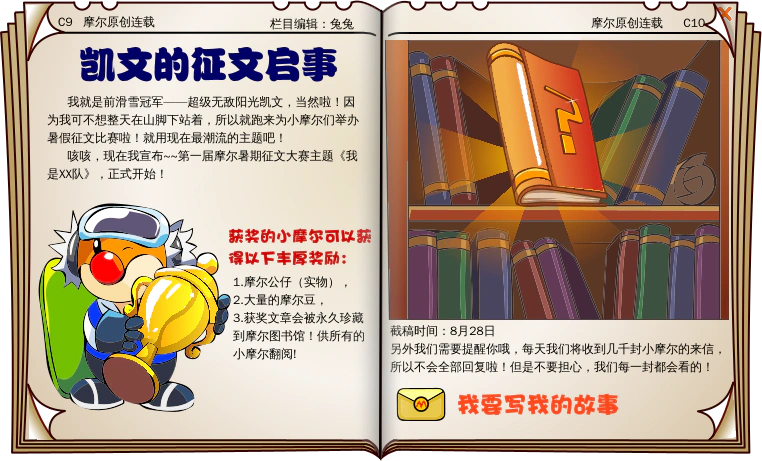 C9 摩尔原创连载 栏目编辑：兔兔
凯文的征文启事
我就是前滑雪冠军——超级无敌阳光凯文，当然啦！因
为我可不想整天在山脚下站着，所以就跑来为小摩尔们举办
暑假征文比赛啦！就用现在最潮流的主题吧！
咳咳，现在我宣布~~第一届摩尔暑期征文大赛主题《我
是XX队》，正式开始！
获奖的小摩尔可以获
得以下丰厚奖励：
1.摩尔公仔（实物），
2.大量的摩尔豆，
3.获奖文章会被永久珍藏
到摩尔图书馆！供所有的
小摩尔翻阅!
摩尔原创连载 C10
截稿时间：8月28日
另外我们需要提醒你哦，每天我们将收到几千封小摩尔的来信，
所以不会全部回复啦！但是不要担心，我们每一封都会看的！
我要写我的故事